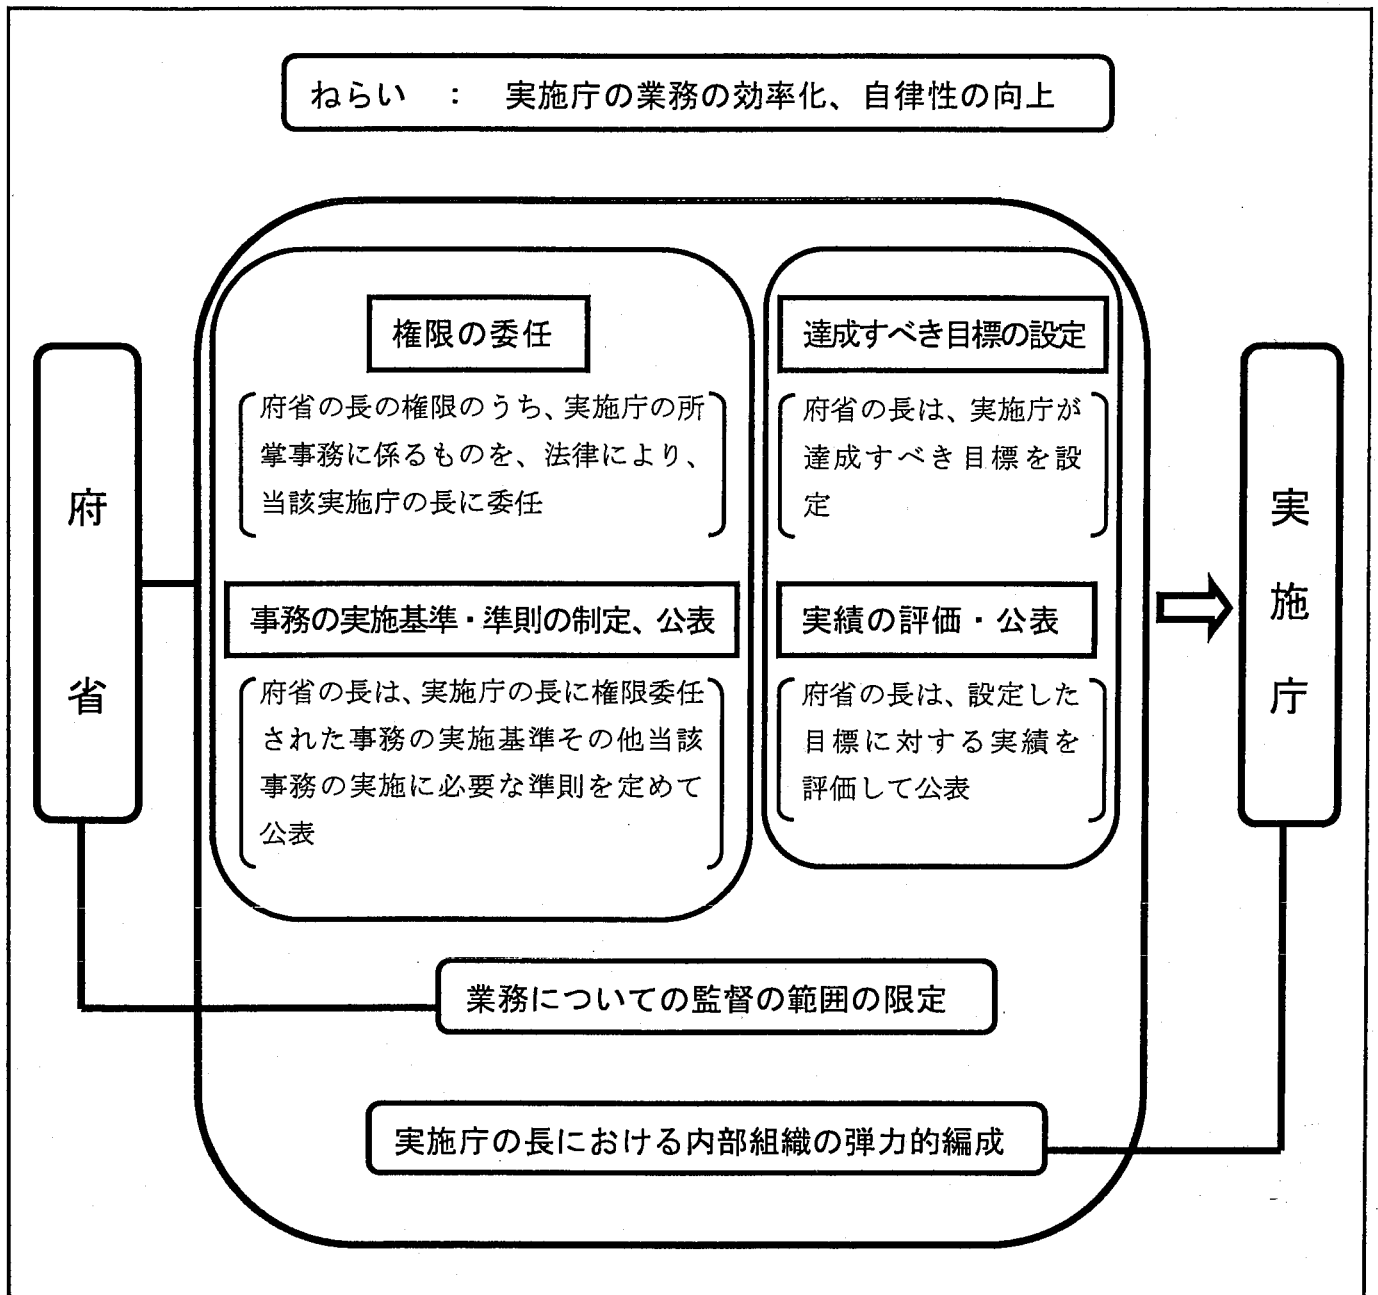 ねらい ： 実施庁の業務の効率化、自律性の向上
府省
権限の委任
府省の長の権限のうち、実施庁の所
掌事務に係るものを、法律により、
当該実施庁の長に委任
事務の実施基準・準則の制定、公表
府省の長は、実施庁の長に権限委任
された事務の実施基準その他当該
事務の実施に必要な準則を定めて
公表
達成すべき目標の設定
府省の長は、実施庁が
達成すべき目標を設
定
実績の評価・公表
府省の長は、設定した
目標に対する実績を
評価して公表
実施庁
業務についての監督の範囲の限定
実施庁の長における内部組織の弾力的編成